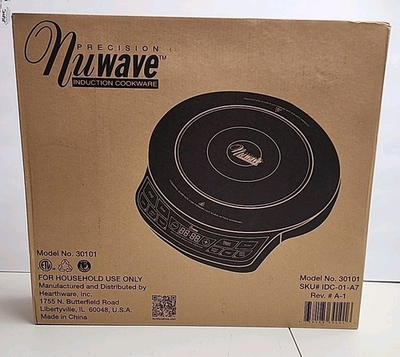 PRECISION
Nuwave™
INDUCTION COOKWARE
Nuwave
Model No. 30101
FOR HOUSEHOLD USE ONLY
Manufactured and Distributed by
Hearthware, Inc.
1755 N. Butterfield Road
Libertyville, IL 60048, U.S.A.
Made in China
Model No. 30101
SKU# IDC-01-A7
Rev. # A-1